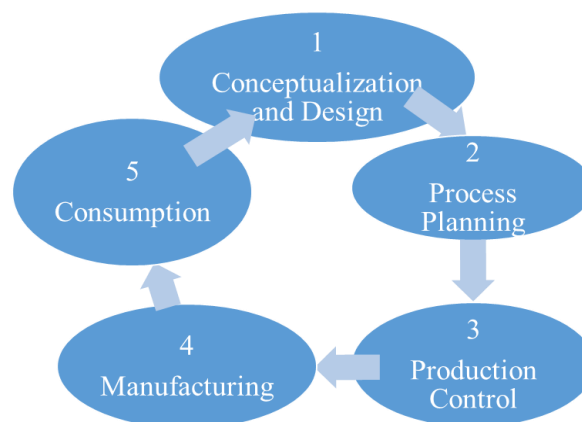 1
Conceptualization
and Design
2
Process
Planning
3
Production
Control
4
Manufacturing
5
Consumption